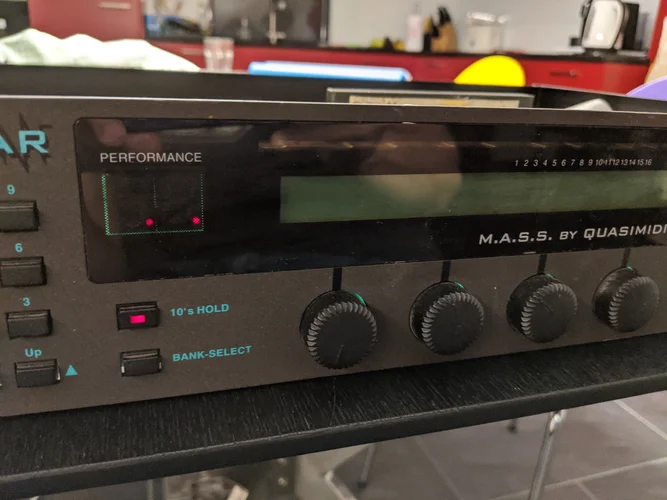 AR
PERFORMANCE
1 2 3 4 5 6 7 8 9 10 11 12 13 14 15 16
M.A.S.S. BY QUASIMIDI
9
6
3
10's HOLD
Up
BANK-SELECT